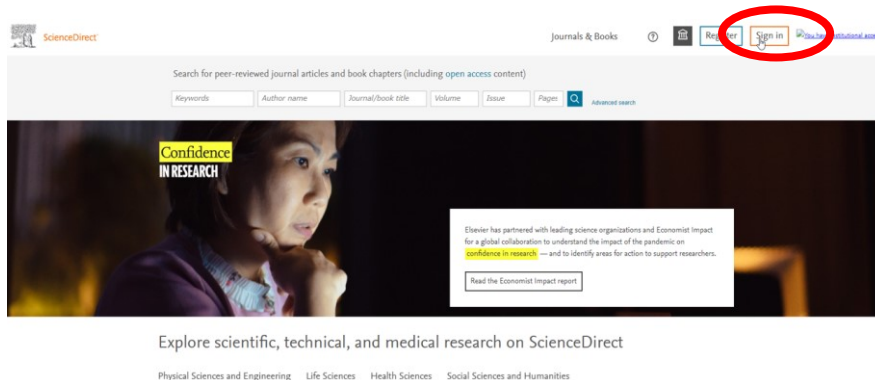 ScienceDirect
Journals & Books
Register
Sign in
Search for peer-reviewed journal articles and book chapters (including open access content)
Keywords
Author name
Journal/book title
Volume
Issue
Pages
Advanced search
Confidence
IN RESEARCH
Elsevier has partnered with leading science organizations and Economist Impact
for a global collaboration to understand the impact of the pandemic on
confidence in research — and to identify areas for action to support researchers.
Read the Economist Impact report
Explore scientific, technical, and medical research on ScienceDirect
Physical Sciences and Engineering Life Sciences Health Sciences Social Sciences and Humanities